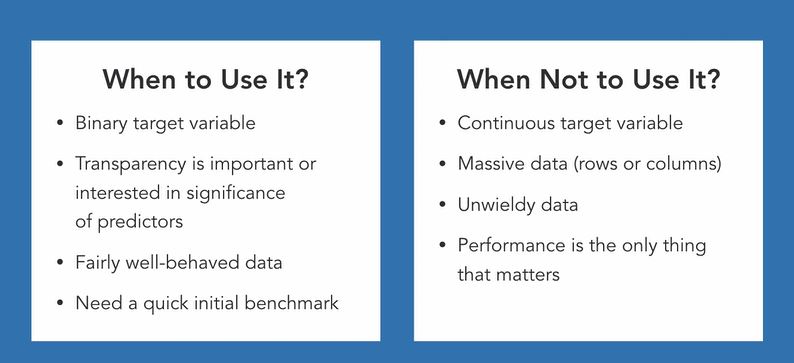 When to Use It?
• Binary target variable
• Transparency is important or
interested in significance
of predictors
• Fairly well-behaved data
• Need a quick initial benchmark
When Not to Use It?
• Continuous target variable
• Massive data (rows or columns)
• Unwieldy data
• Performance is the only thing
that matters